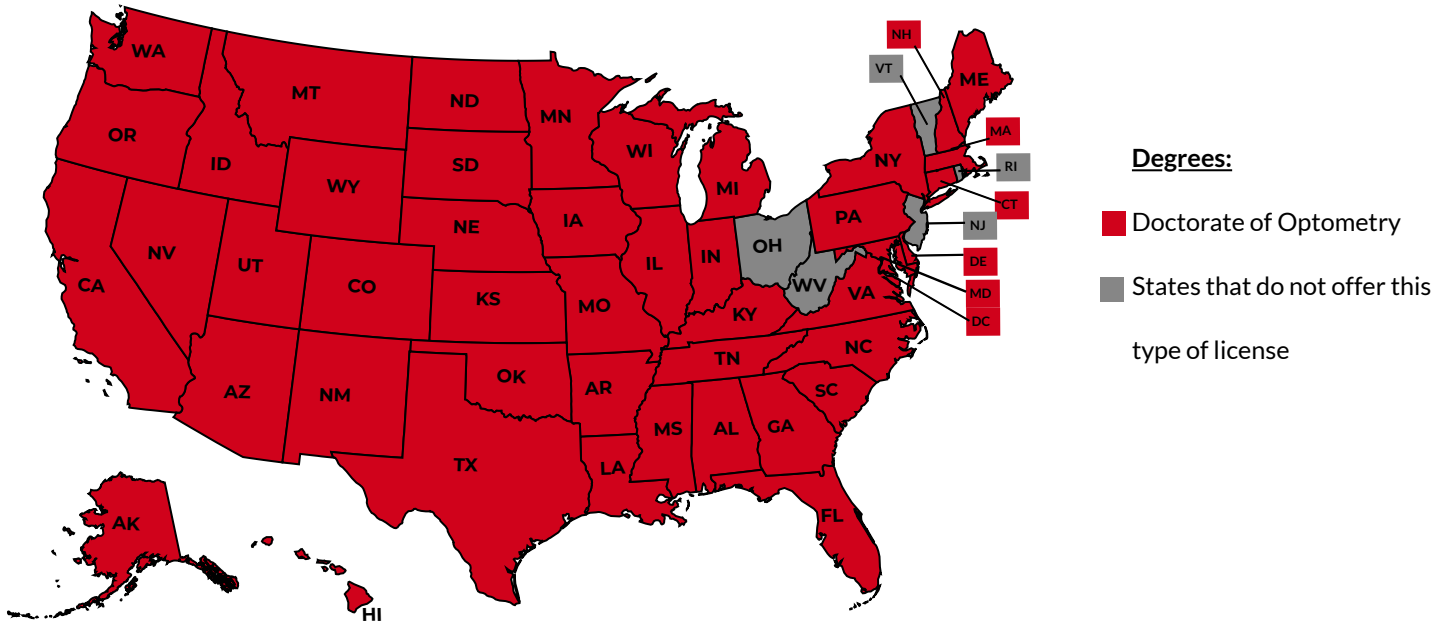 NH
WA
VT
ME
MT
ND
MN
OR
MA
WI
NY
ID
SD
RI
MI
WY
CT
PA
IA
NE
NJ
OH
NV
IN
UT
IL
DE
CA
CO
WV
MD
VA
KS
MO
KY
DC
NC
TN
OK
AR
SC
AZ
NM
MS
AL
GA
TX
LA
FL
AK
HI
Degrees:
Doctorate of Optometry
States that do not offer this
type of license